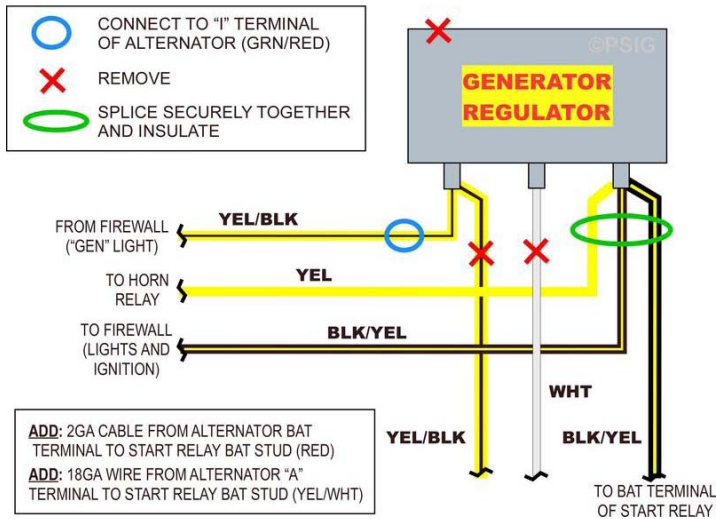 CONNECT TO "I" TERMINAL
OF ALTERNATOR (GRN/RED)
REMOVE
SPLICE SECURELY TOGETHER
AND INSULATE
©PSIG
GENERATOR
REGULATOR
FROM FIREWALL
("GEN" LIGHT)
YEL/BLK
TO HORN
RELAY
YEL
TO FIREWALL
(LIGHTS AND
IGNITION)
BLK/YEL
WHT
YEL/BLK
BLK/YEL
ADD: 2GA CABLE FROM ALTERNATOR BAT
TERMINAL TO START RELAY BAT STUD (RED)
ADD: 18GA WIRE FROM ALTERNATOR "A"
TERMINAL TO START RELAY BAT STUD (YEL/WHT)
TO BAT TERMINAL
OF START RELAY